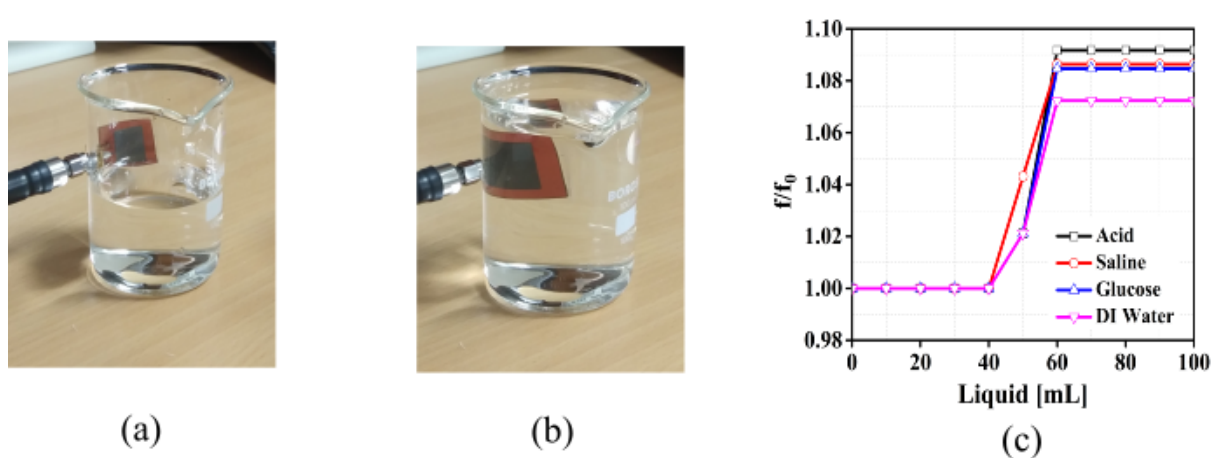 BOROS
1.10
1.08
1.06
1.04
1.02
1.00
0.98
f/f₀
Acid
Saline
Glucose
DI Water
0 20 40 60 80 100
Liquid [mL]
(a) (b) (c)